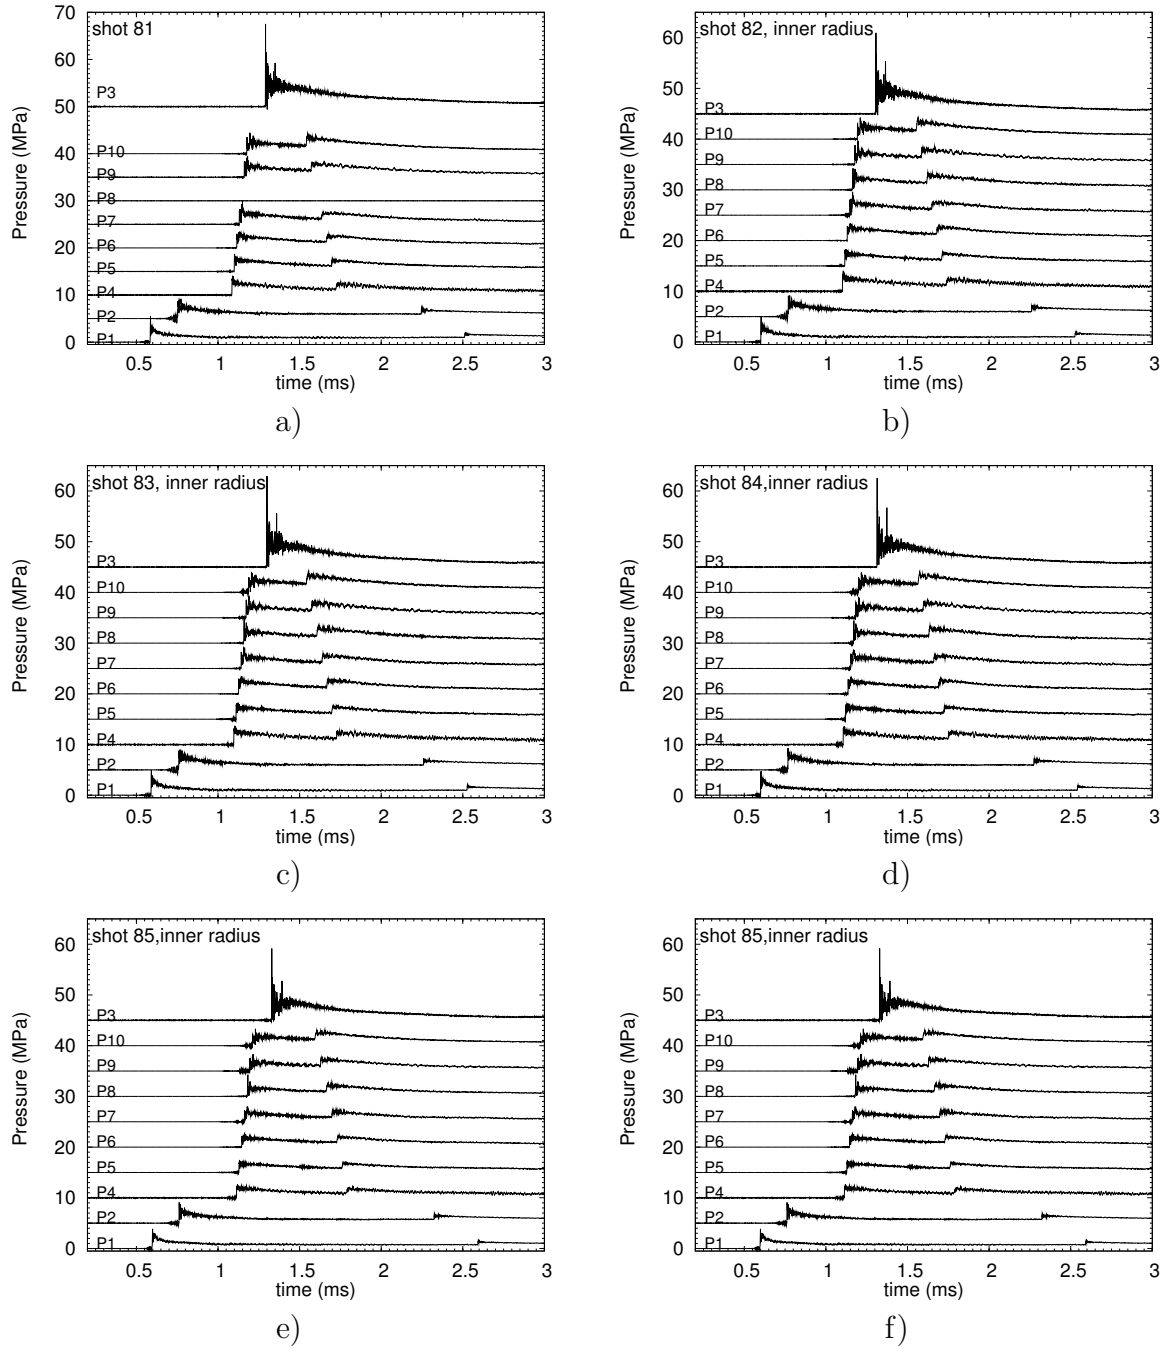 shot 81
Pressure (MPa)
70
60
50
40
30
20
10
0
P3
P10
P9
P8
P7
P6
P5
P4
P2
P1
0.5 1 1.5 2 2.5 3
time (ms)
a)
shot 82, inner radius
Pressure (MPa)
60
50
40
30
20
10
0
P3
P10
P9
P8
P7
P6
P5
P4
P2
P1
0.5 1 1.5 2 2.5 3
time (ms)
b)
shot 83, inner radius
Pressure (MPa)
60
50
40
30
20
10
0
P3
P10
P9
P8
P7
P6
P5
P4
P2
P1
0.5 1 1.5 2 2.5 3
time (ms)
c)
shot 84,inner radius
Pressure (MPa)
60
50
40
30
20
10
0
P3
P10
P9
P8
P7
P6
P5
P4
P2
P1
0.5 1 1.5 2 2.5 3
time (ms)
d)
shot 85,inner radius
Pressure (MPa)
60
50
40
30
20
10
0
P3
P10
P9
P8
P7
P6
P5
P4
P2
P1
0.5 1 1.5 2 2.5 3
time (ms)
e)
shot 85,inner radius
Pressure (MPa)
60
50
40
30
20
10
0
P3
P10
P9
P8
P7
P6
P5
P4
P2
P1
0.5 1 1.5 2 2.5 3
time (ms)
f)